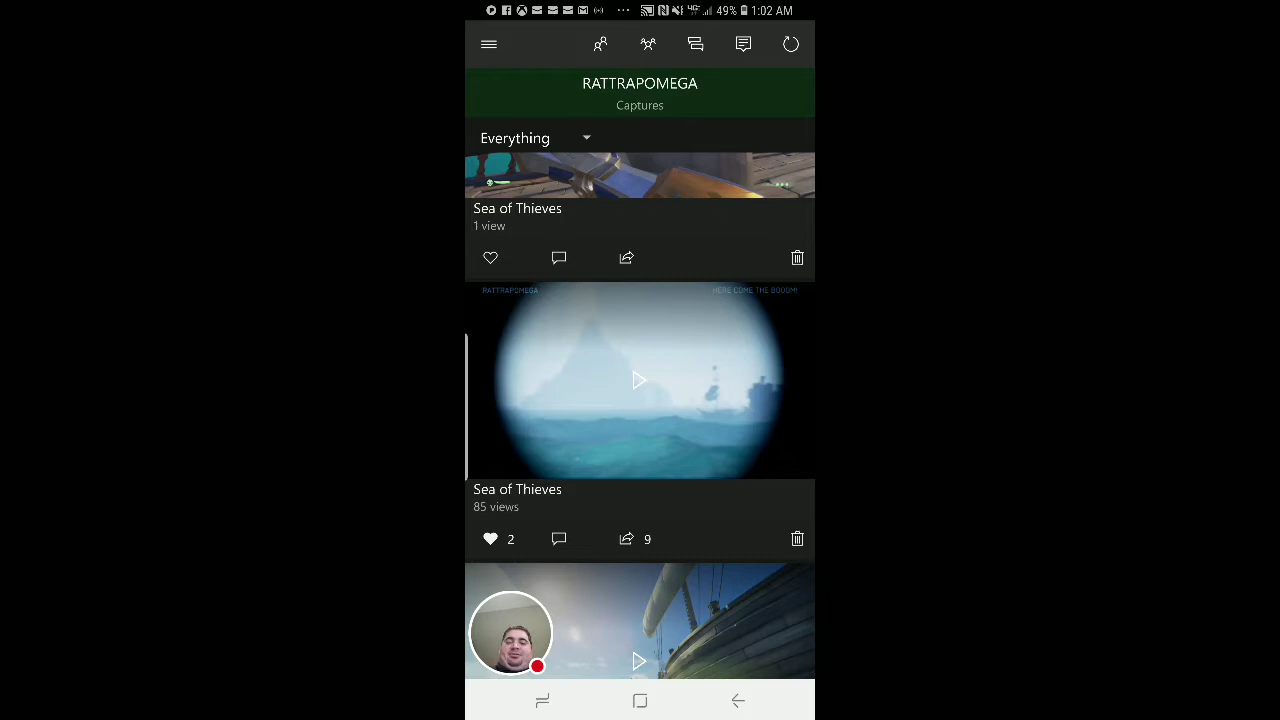 49% 1:02 AM
RATTRAPOMEGA
Captures
Everything
Sea of Thieves
1 view
RATTRAPOMEGA HERE COME THE BOOOM!
Sea of Thieves
85 views
2 9